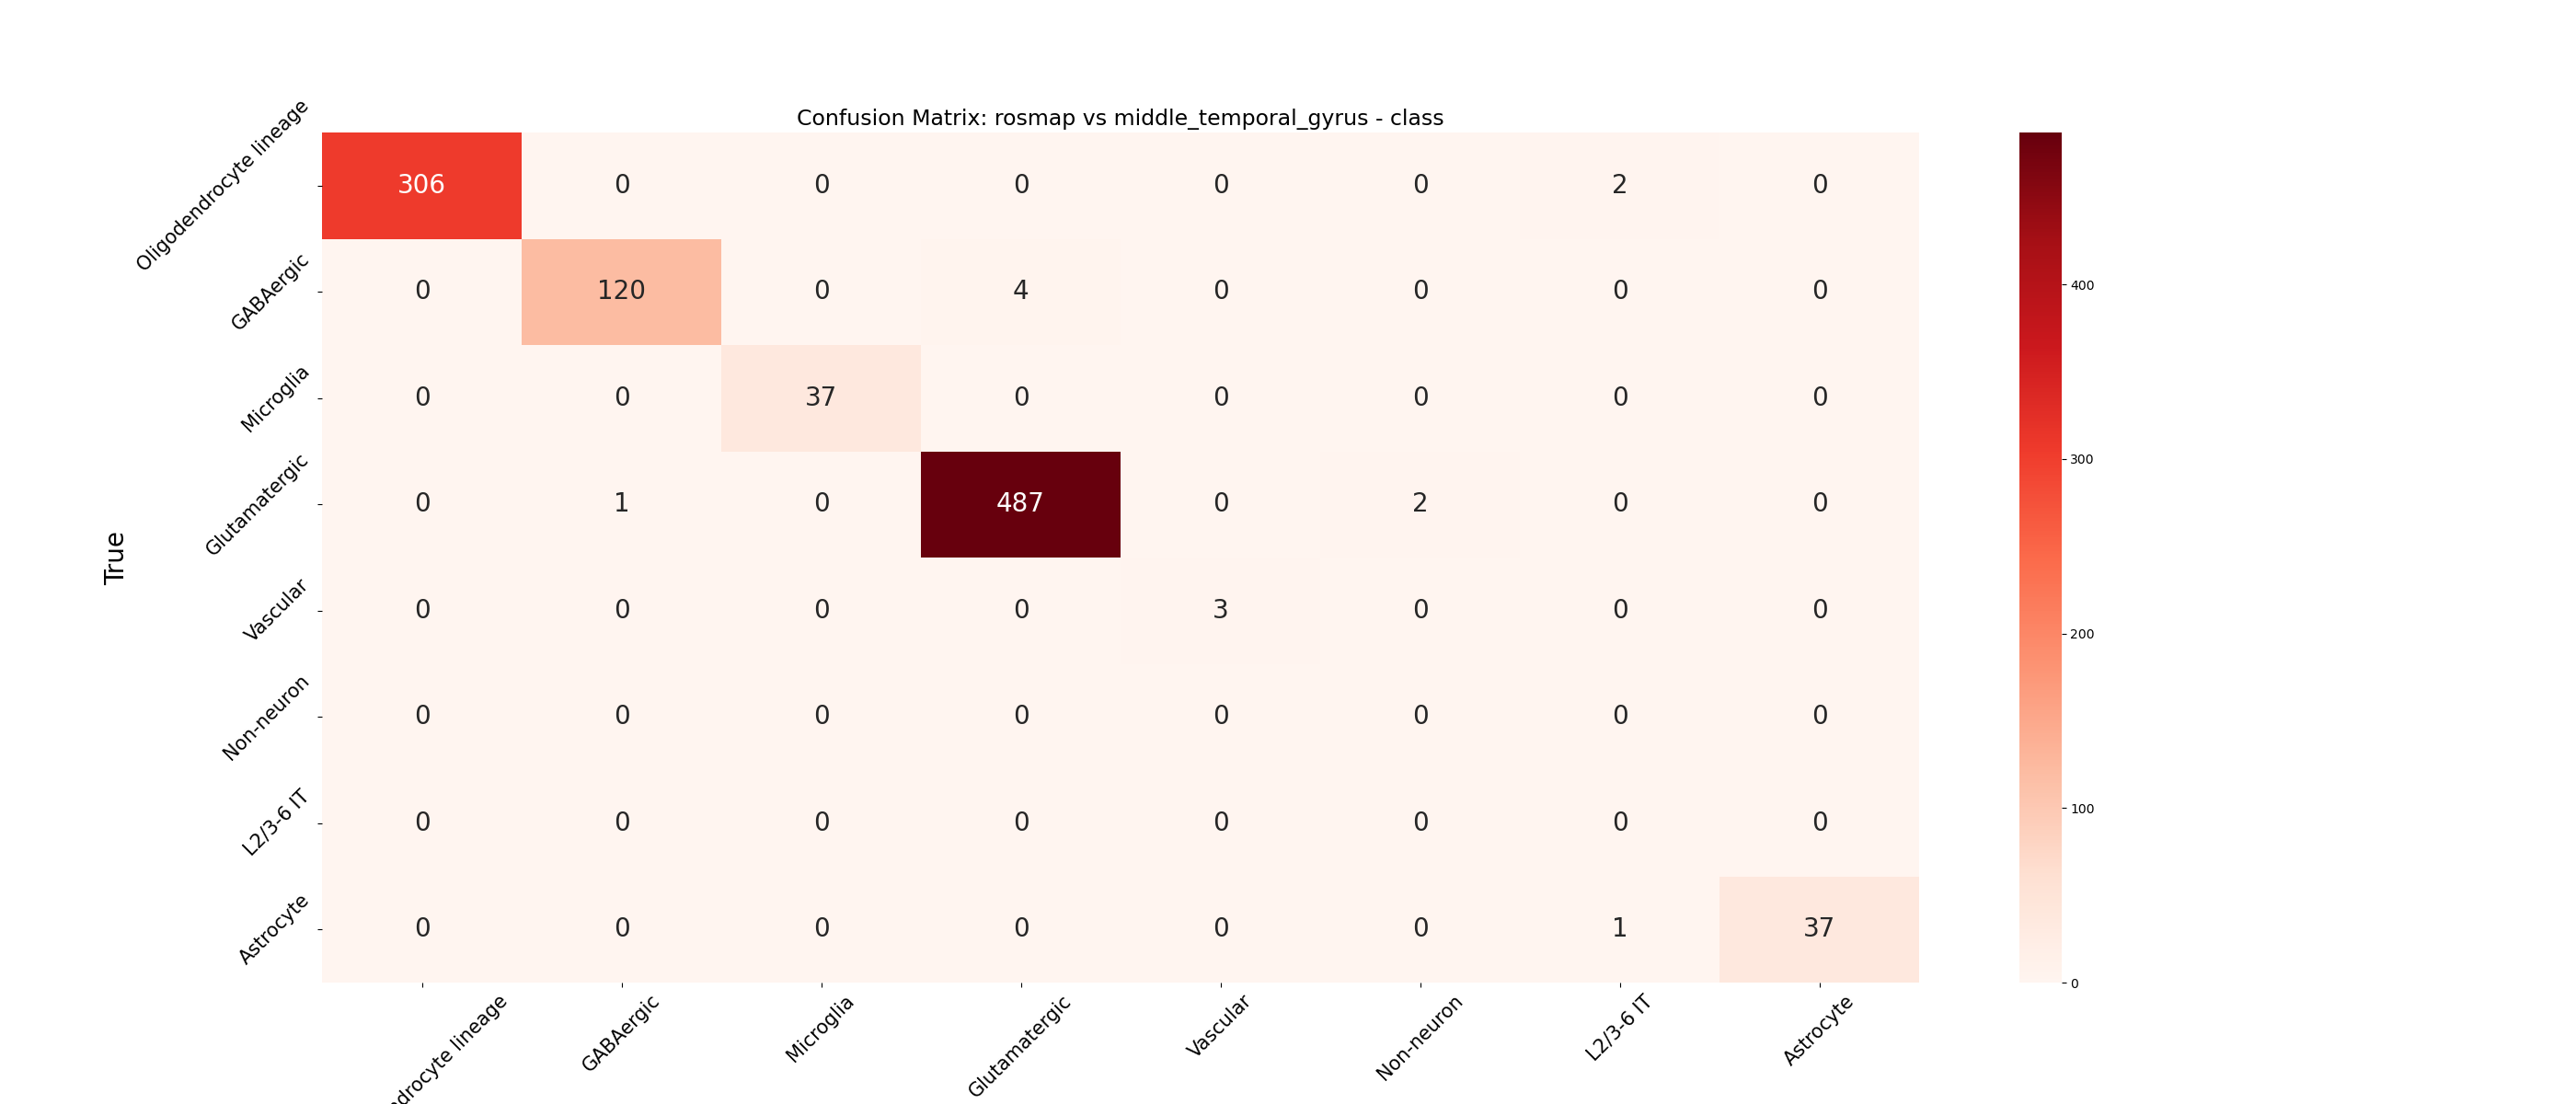 Confusion Matrix: rosmap vs middle_temporal_gyrus - class
Oligodendrocyte lineage 306 0 0 0 0 0 2 0
GABAergic 0 120 0 4 0 0 0 0
Microglia 0 0 37 0 0 0 0 0
Glutamatergic 0 1 0 487 0 2 0 0
Vascular 0 0 0 0 3 0 0 0
Non-neuron 0 0 0 0 0 0 0 0
L2/3-6 IT 0 0 0 0 0 0 0 0
Astrocyte 0 0 0 0 0 0 1 37
True
lineage GABAergic Microglia Glutamatergic Vascular Non-neuron L2/3-6 IT Astrocyte
400
300
200
100
0